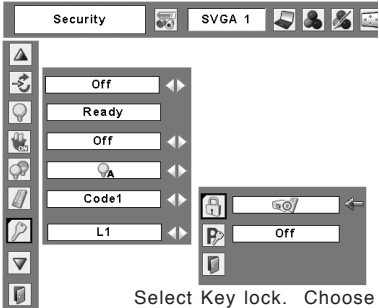 Security SVGA 1
Off
Ready
Off
A
Code1
L1
Off
Select Key lock. Choose